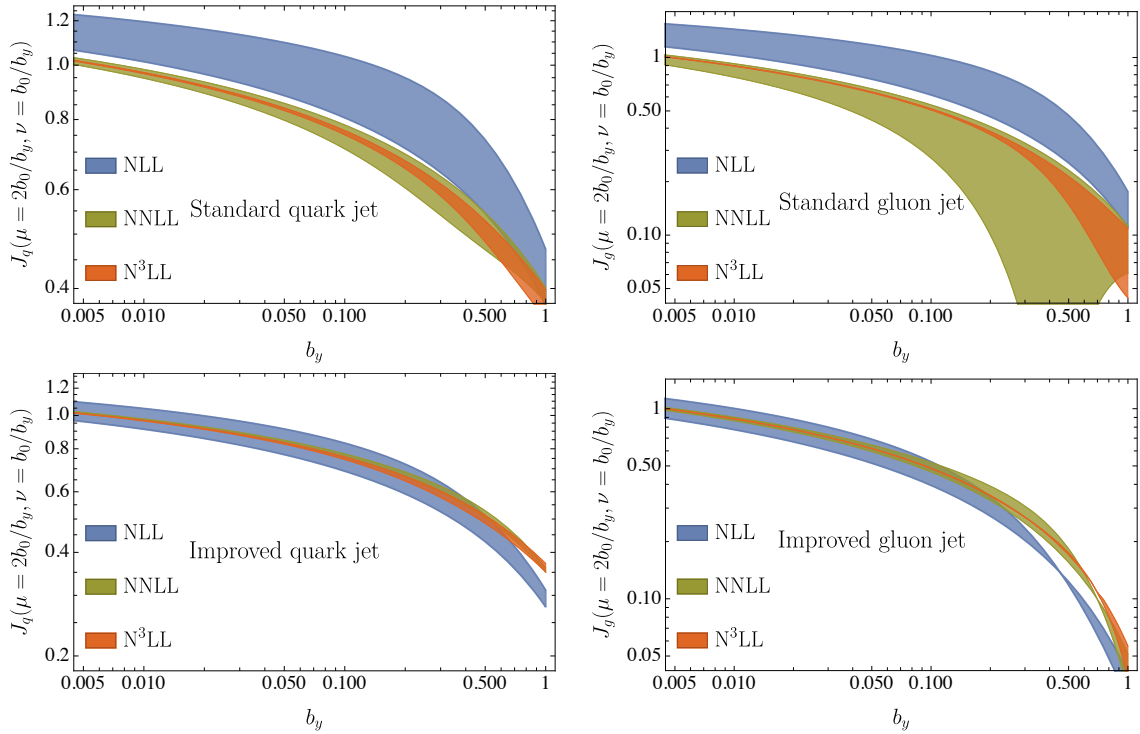 J_q(μ = 2b_0/b_y, ν = b_0/b_y)
1.2
1.0
0.8
0.6
0.4
NLL
NNLL
N³LL
Standard quark jet
0.005 0.010 0.050 0.100 0.500 1
b_y
J_g(μ = 2b_0/b_y, ν = b_0/b_y)
1
0.50
0.10
0.05
NLL
NNLL
N³LL
Standard gluon jet
0.005 0.010 0.050 0.100 0.500 1
b_y
J_q(μ = 2b_0/b_y, ν = b_0/b_y)
1.2
1.0
0.8
0.6
0.4
0.2
NLL
NNLL
N³LL
Improved quark jet
0.005 0.010 0.050 0.100 0.500 1
b_y
J_g(μ = 2b_0/b_y, ν = b_0/b_y)
1
0.50
0.10
0.05
NLL
NNLL
N³LL
Improved gluon jet
0.005 0.010 0.050 0.100 0.500 1
b_y